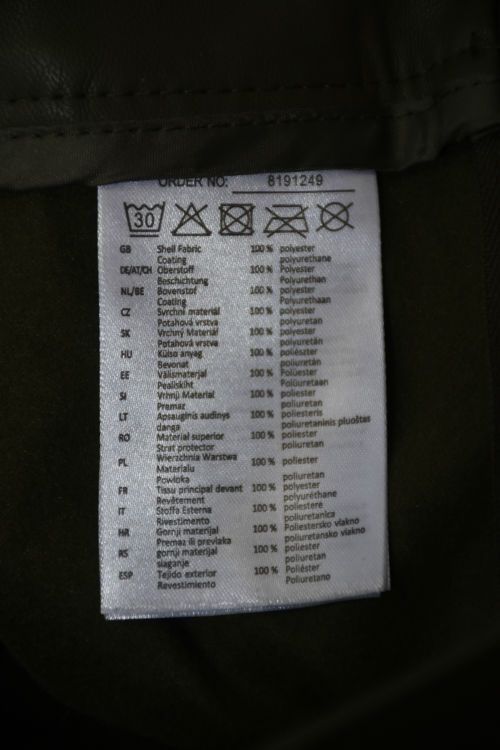 ORDER NO: 8191249
30
GB Shell Fabric 100 % polyester
Coating polyurethane
DE/AT/CH Oberstoff 100 % Polyester
Beschichtung Polyurethan
NL/BE Bovenstof 100 % polyester
Coating Polyurethaan
CZ Svrchní materiál 100 % polyester
Potahová vrstva polyuretan
SK Vrchný Materiál 100 % polyester
Potahová vrstva polyuretán
HU Külso anyag 100 % poliészter
Bevonat poliuretán
EE Välismaterjal 100 % Polüester
Pealiskiht Polüuretaan
SI Vrhnji Material 100 % poliester
Premaz poliuretan
LT Apsauginis audinys 100 % poliesteris
danga poliuretaninis pluoštas
RO Material superior 100 % poliester
Strat protector poliuretan
PL Wierzchnia Warstwa 100 % poliester
Materialu
Powloka poliuretan
FR Tissu principal devant 100 % polyester
Revêtement polyuréthane
IT Stoffa Esterna 100 % poliestere
Rivestimento poliuretanica
HR Gornji materijal 100 % Poliestersko vlakno
Premaz ili prevlaka poliuretansko vlakno
RS gornji materijal 100 % poliester
slaganje poliuretan
ESP Tejido exterior 100 % Poliéster
Revestimiento Poliuretano